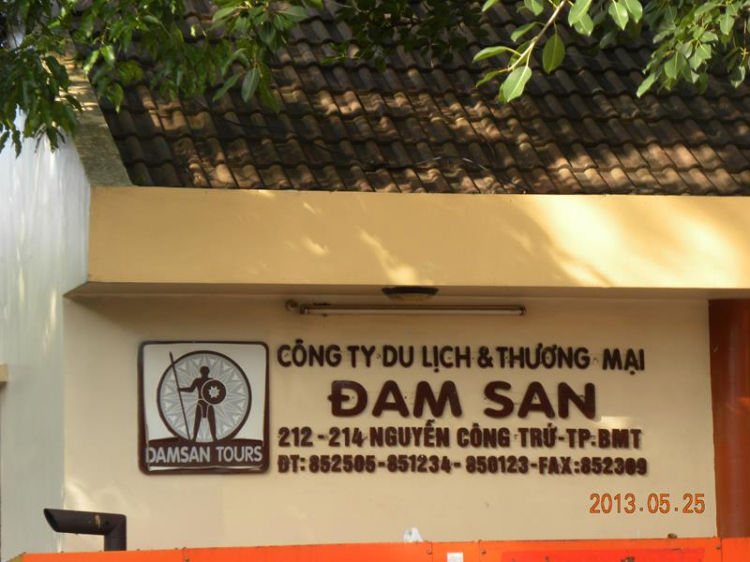 CÔNG TY DU LỊCH & THƯƠNG MẠI
ĐAM SAN
212 - 214 NGUYỄN CÔNG TRỨ - TP.BMT
ĐT: 852505 - 851234 - 850123 - FAX: 852309
DAMSAN TOURS
2013.05.25